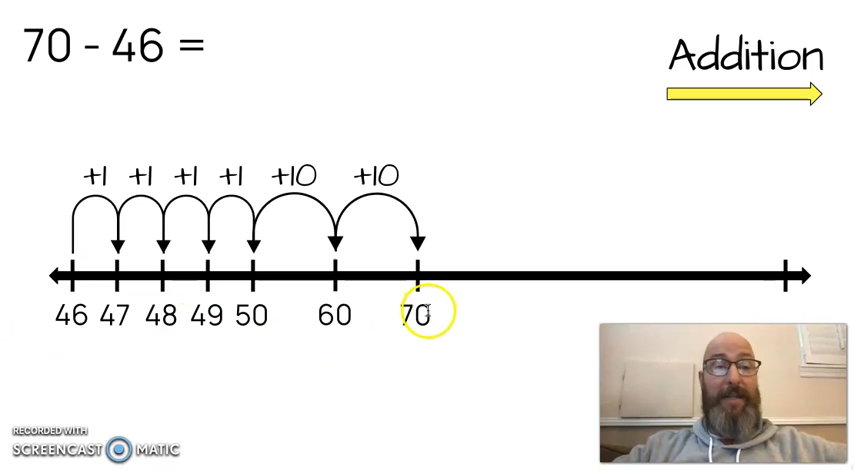 70 - 46 =
Addition
+1 +1 +1 +1 +10 +10
46 47 48 49 50 60 70
RECORDED WITH
SCREENCAST MATIC